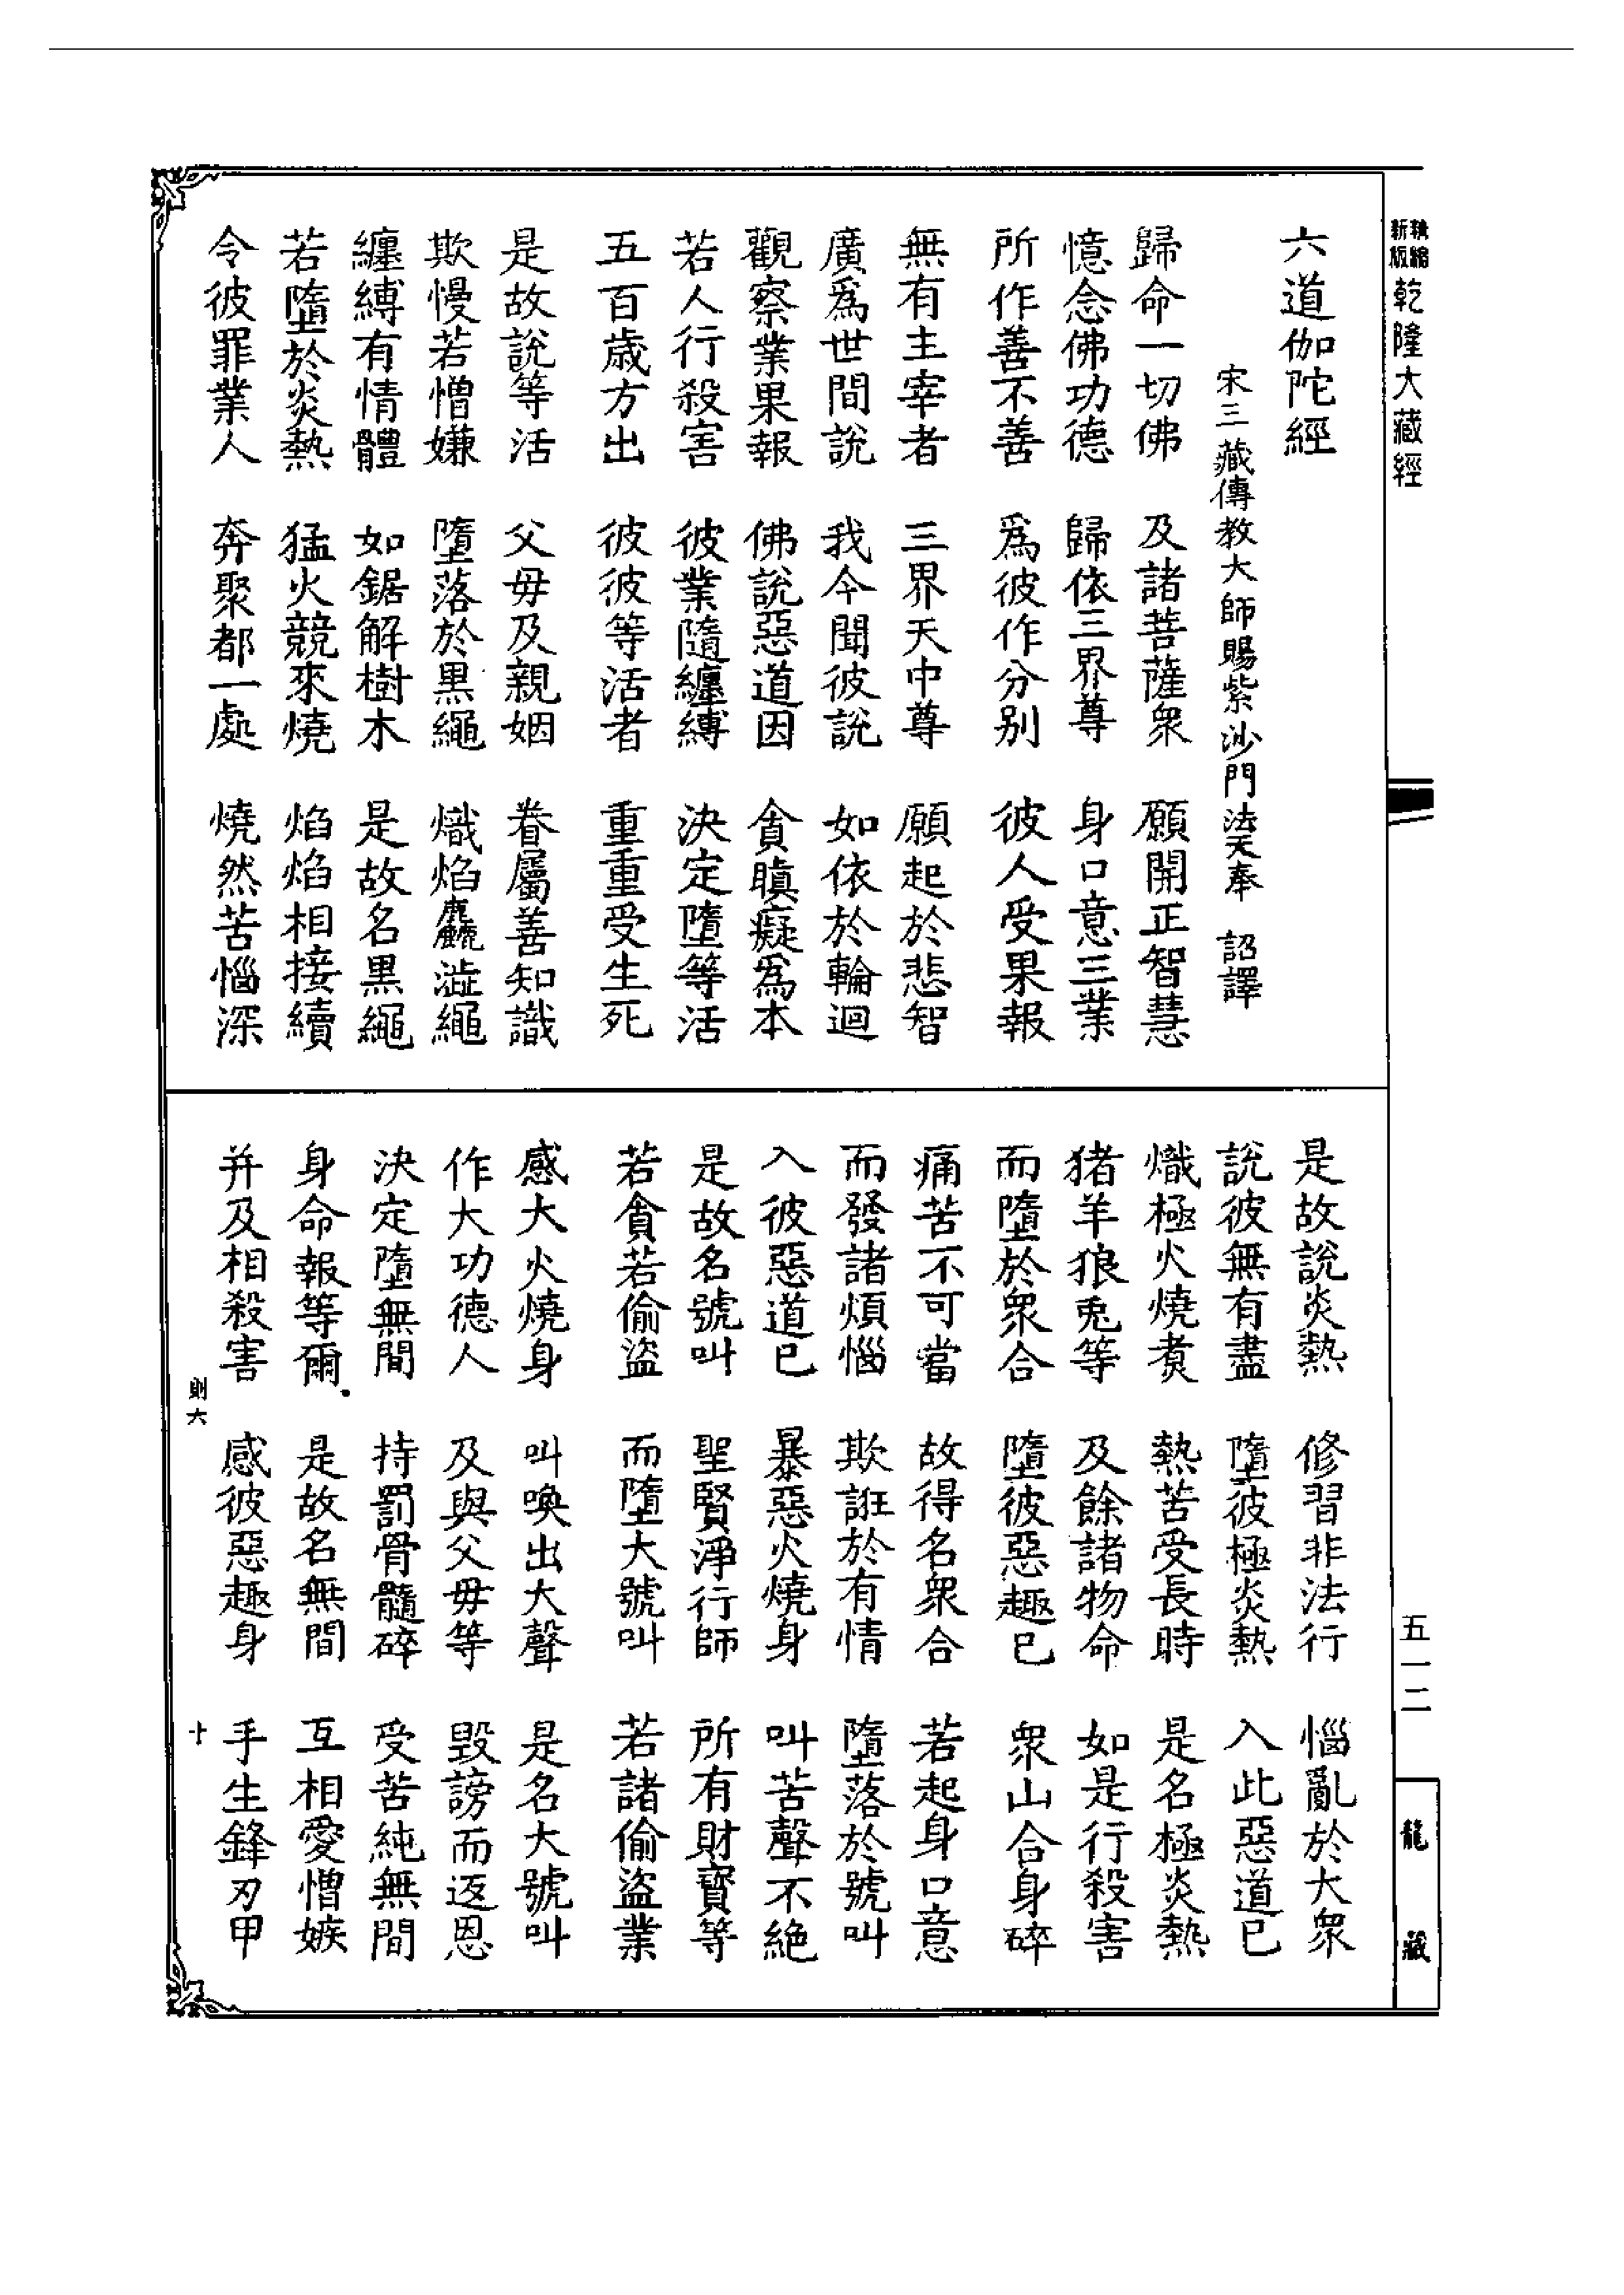 新縮
新版乾隆大藏經
六道伽陀經
宋三藏傳教大師賜紫沙門法天奉　詔譯
歸命一切佛　及諸菩薩衆　願開正智慧
憶念佛功德　歸依三界尊　身口意三業
所作善不善　爲彼作分別　彼人受果報
無有主宰者　三界天中尊　願起於悲智
廣爲世間說　我今聞彼說　如依於輪迴
觀察業果報　佛說惡道因　貪瞋癡爲本
若人行殺害　彼業隨纏縛　決定墮等活
五百歲方出　彼彼等活者　重重受生死
是故說等活　父毋及親姻　眷屬善知識
欺慢若憎嫌　墮落於黑繩　熾焰麤澁繩
纏縛有情體　如鋸解樹木　是故名黑繩
若墮於炎熱　猛火競來燒　焰焰相接續
令彼罪業人　奔聚都一處　燒然苦惱深
是故說炎熱　修習非法行　惱亂於大衆
說彼無有盡　墮彼極炎熱　入此惡道已
熾極火燒煑　熱苦受長時　是名極炎熱
猪羊狼兎等　及餘諸物命　如是行殺害
而墮於衆合　墮彼惡趣已　衆山合身碎
痛苦不可當　故得名衆合　若起身口意
而發諸煩惱　欺誑於有情　墮落於號叫
入彼惡道已　暴惡火燒身　叫苦聲不絶
是故名號叫　聖賢淨行師　所有財寳等
若貪若偷盜　而墮大號叫　若諸偷盜業
感大火燒身　叫喚出大聲　是名大號叫
作大功德人　及與父毋等　毀謗而返恩
決定墮無間　持罰骨髓碎　受苦純無間
身命報等爾　是故名無間　互相愛憎嫉
并及相殺害　感彼惡趣身　手生鋒刃甲
則六　十
五一二
龍藏